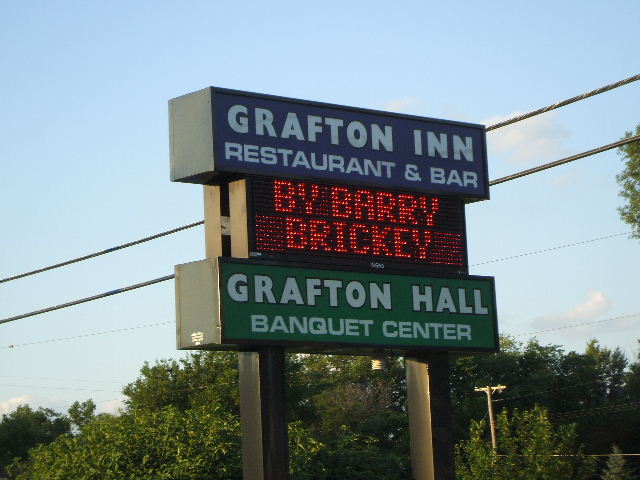 GRAFTON INN
RESTAURANT & BAR
BY BARRY
BRICKEY
GRAFTON HALL
BANQUET CENTER